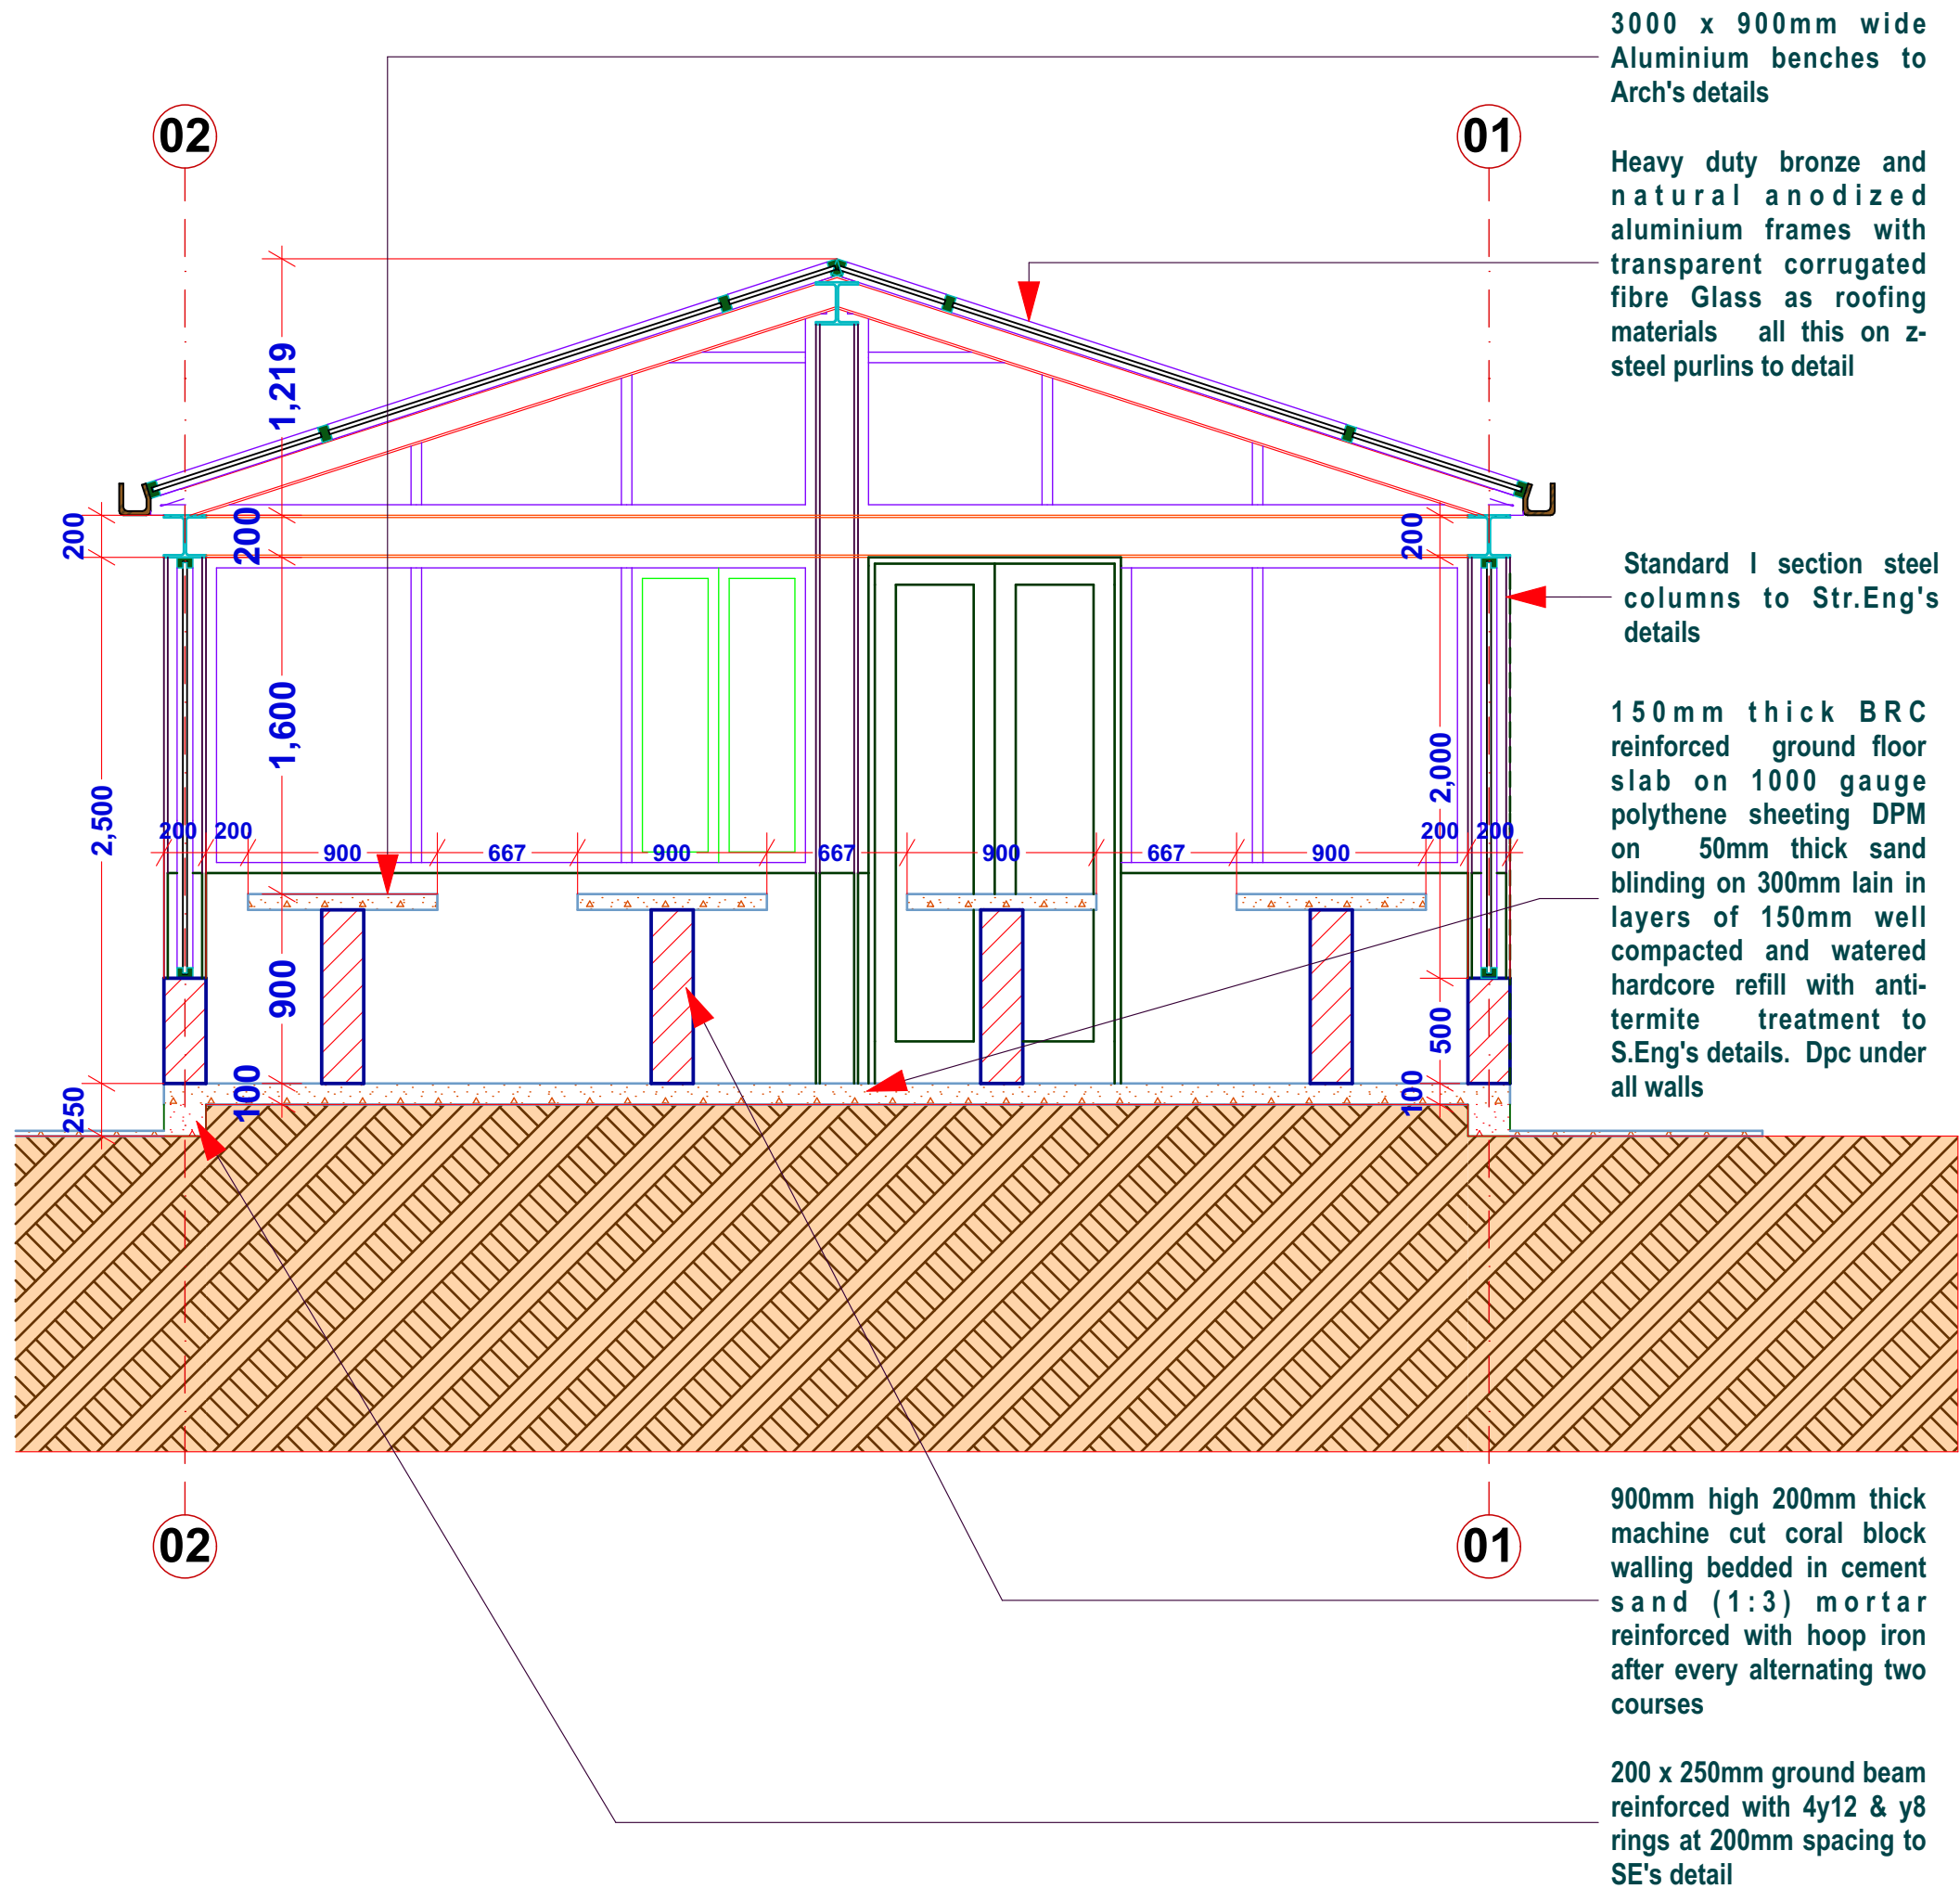 3000 x 900mm wide
Aluminium benches to
Arch's details
02
01
Heavy duty bronze and
natural anodized
aluminium frames with
transparent corrugated
fibre Glass as roofing
materials all this on z-
steel purlins to detail
1,219
200
200
200
Standard I section steel
columns to Str.Eng's
details
1,600
2,000
2,500
150mm thick BRC
reinforced ground floor
slab on 1000 gauge
polythene sheeting DPM
on 50mm thick sand
blinding on 300mm lain in
layers of 150mm well
compacted and watered
hardcore refill with anti-
termite treatment to
S.Eng's details. Dpc under
all walls
200 200 900 667 900 667 900 667 900 200 200
900
500
250
100
100
02
01
900mm high 200mm thick
machine cut coral block
walling bedded in cement
sand (1:3) mortar
reinforced with hoop iron
after every alternating two
courses
200 x 250mm ground beam
reinforced with 4y12 & y8
rings at 200mm spacing to
SE's detail